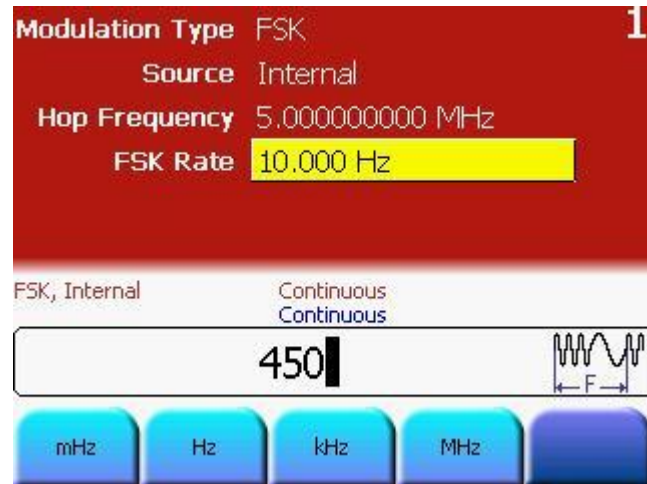 Modulation Type FSK 1
Source Internal
Hop Frequency 5.000000000 MHz
FSK Rate 10.000 Hz
FSK, Internal Continuous
Continuous
450
F
mHz Hz kHz MHz